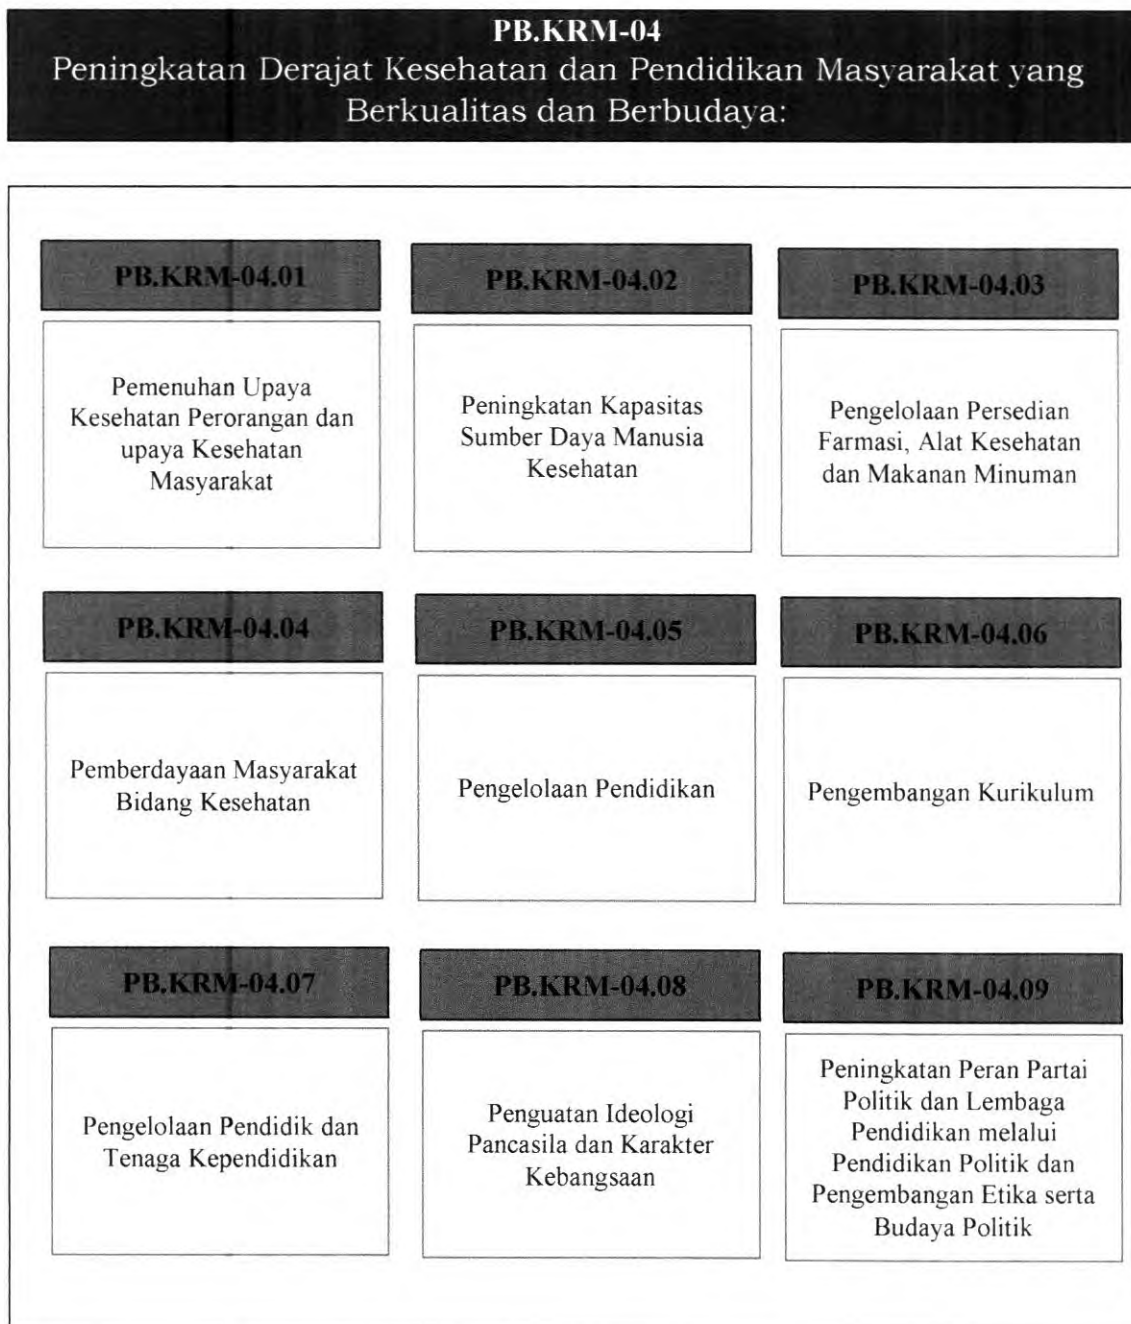 PB.KRM-04
Peningkatan Derajat Kesehatan dan Pendidikan Masyarakat yang
Berkualitas dan Berbudaya:
PB.KRM-04.01
Pemenuhan Upaya
Kesehatan Perorangan dan
upaya Kesehatan
Masyarakat
PB.KRM-04.02
Peningkatan Kapasitas
Sumber Daya Manusia
Kesehatan
PB.KRM-04.03
Pengelolaan Persedian
Farmasi, Alat Kesehatan
dan Makanan Minuman
PB.KRM-04.04
Pemberdayaan Masyarakat
Bidang Kesehatan
PB.KRM-04.05
Pengelolaan Pendidikan
PB.KRM-04.06
Pengembangan Kurikulum
PB.KRM-04.07
Pengelolaan Pendidik dan
Tenaga Kependidikan
PB.KRM-04.08
Penguatan Ideologi
Pancasila dan Karakter
Kebangsaan
PB.KRM-04.09
Peningkatan Peran Partai
Politik dan Lembaga
Pendidikan melalui
Pendidikan Politik dan
Pengembangan Etika serta
Budaya Politik